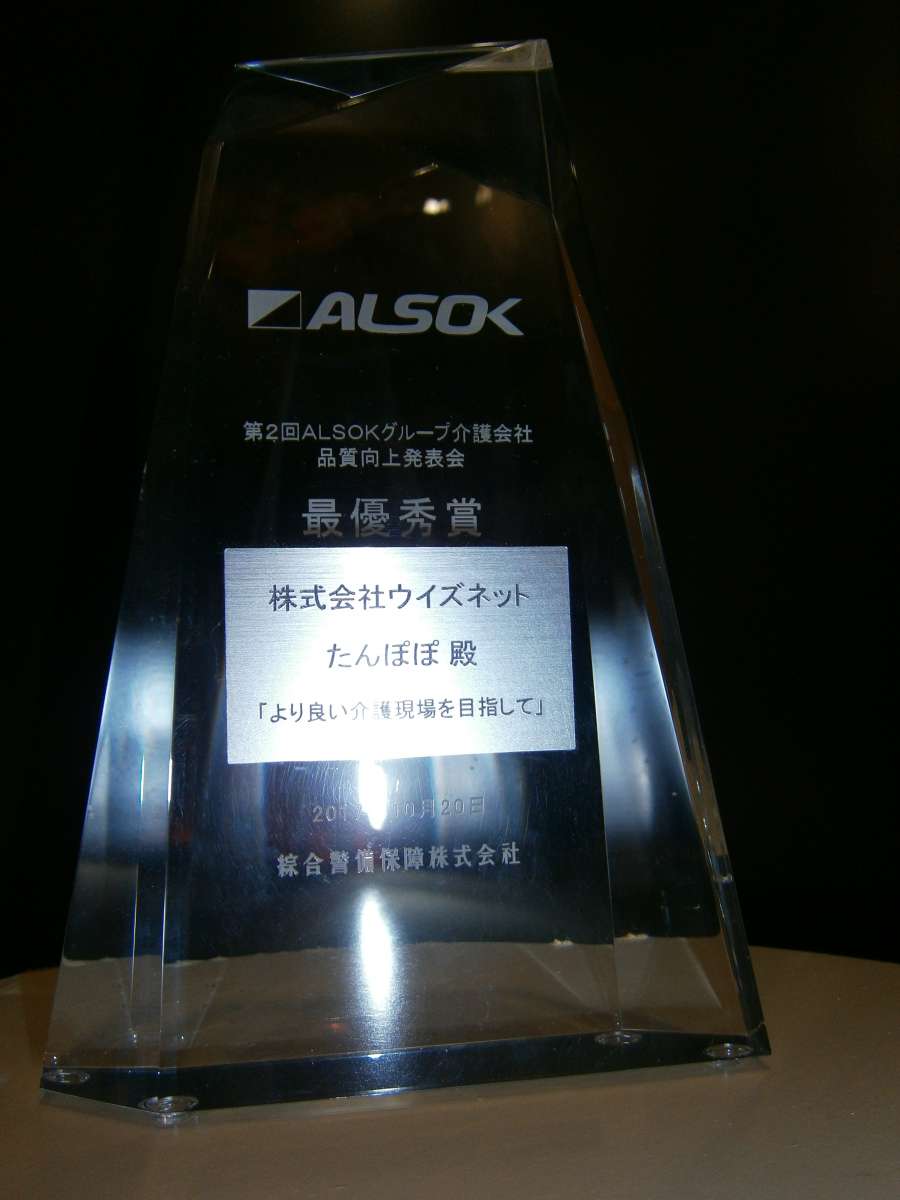 ALSOK
第2回ALSOKグループ介護会社
品質向上発表会
最優秀賞
株式会社ウイズネット
たんぽぽ 殿
「より良い介護現場を目指して」
10月20日
綜合警備保障株式会社